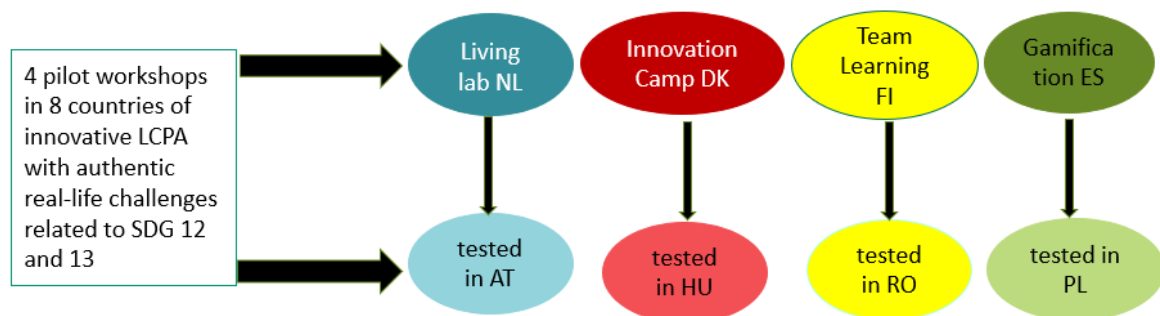 4 pilot workshops
in 8 countries of
innovative LCPA
with authentic
real-life challenges
related to SDG 12
and 13
Living
lab NL
Innovation
Camp DK
Team
Learning
FI
Gamifica
tion ES
tested
in AT
tested
in HU
tested
in RO
tested in
PL